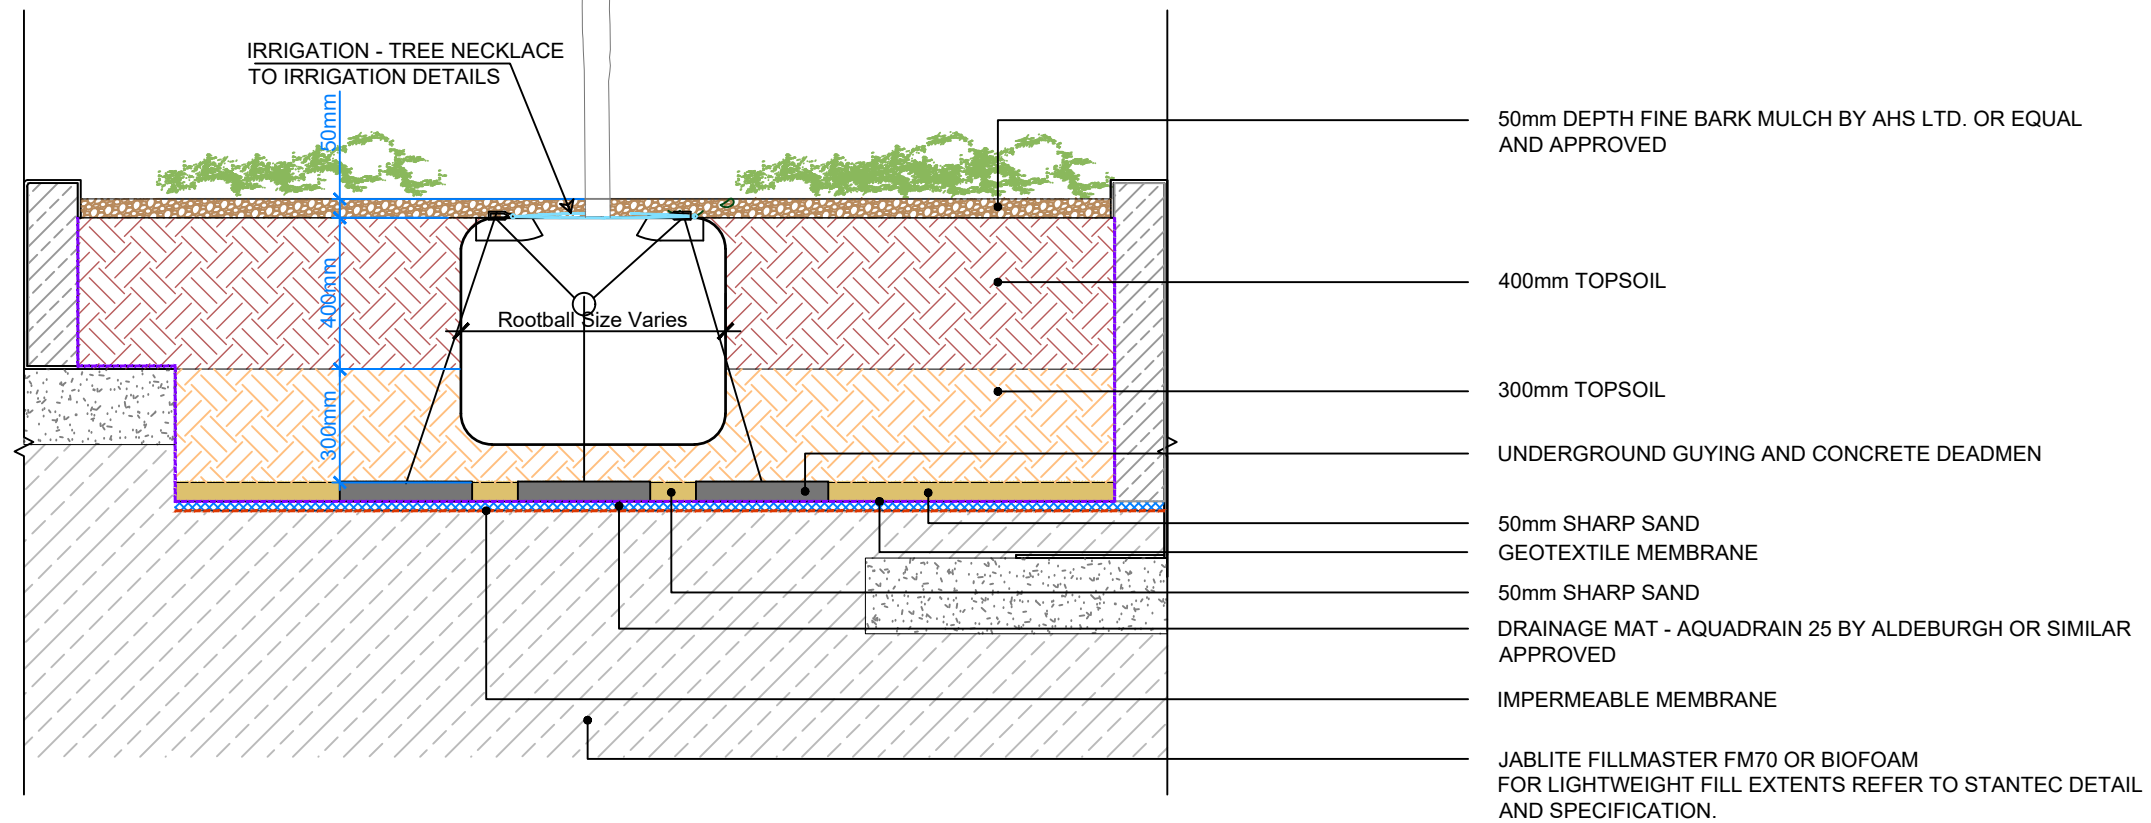 IRRIGATION - TREE NECKLACE
TO IRRIGATION DETAILS
50mm
400mm
300mm
Rootball Size Varies
50mm DEPTH FINE BARK MULCH BY AHS LTD. OR EQUAL
AND APPROVED
400mm TOPSOIL
300mm TOPSOIL
UNDERGROUND GUYING AND CONCRETE DEADMEN
50mm SHARP SAND
GEOTEXTILE MEMBRANE
50mm SHARP SAND
DRAINAGE MAT - AQUADRAIN 25 BY ALDEBURGH OR SIMILAR
APPROVED
IMPERMEABLE MEMBRANE
JABLITE FILLMASTER FM70 OR BIOFOAM
FOR LIGHTWEIGHT FILL EXTENTS REFER TO STANTEC DETAIL
AND SPECIFICATION.